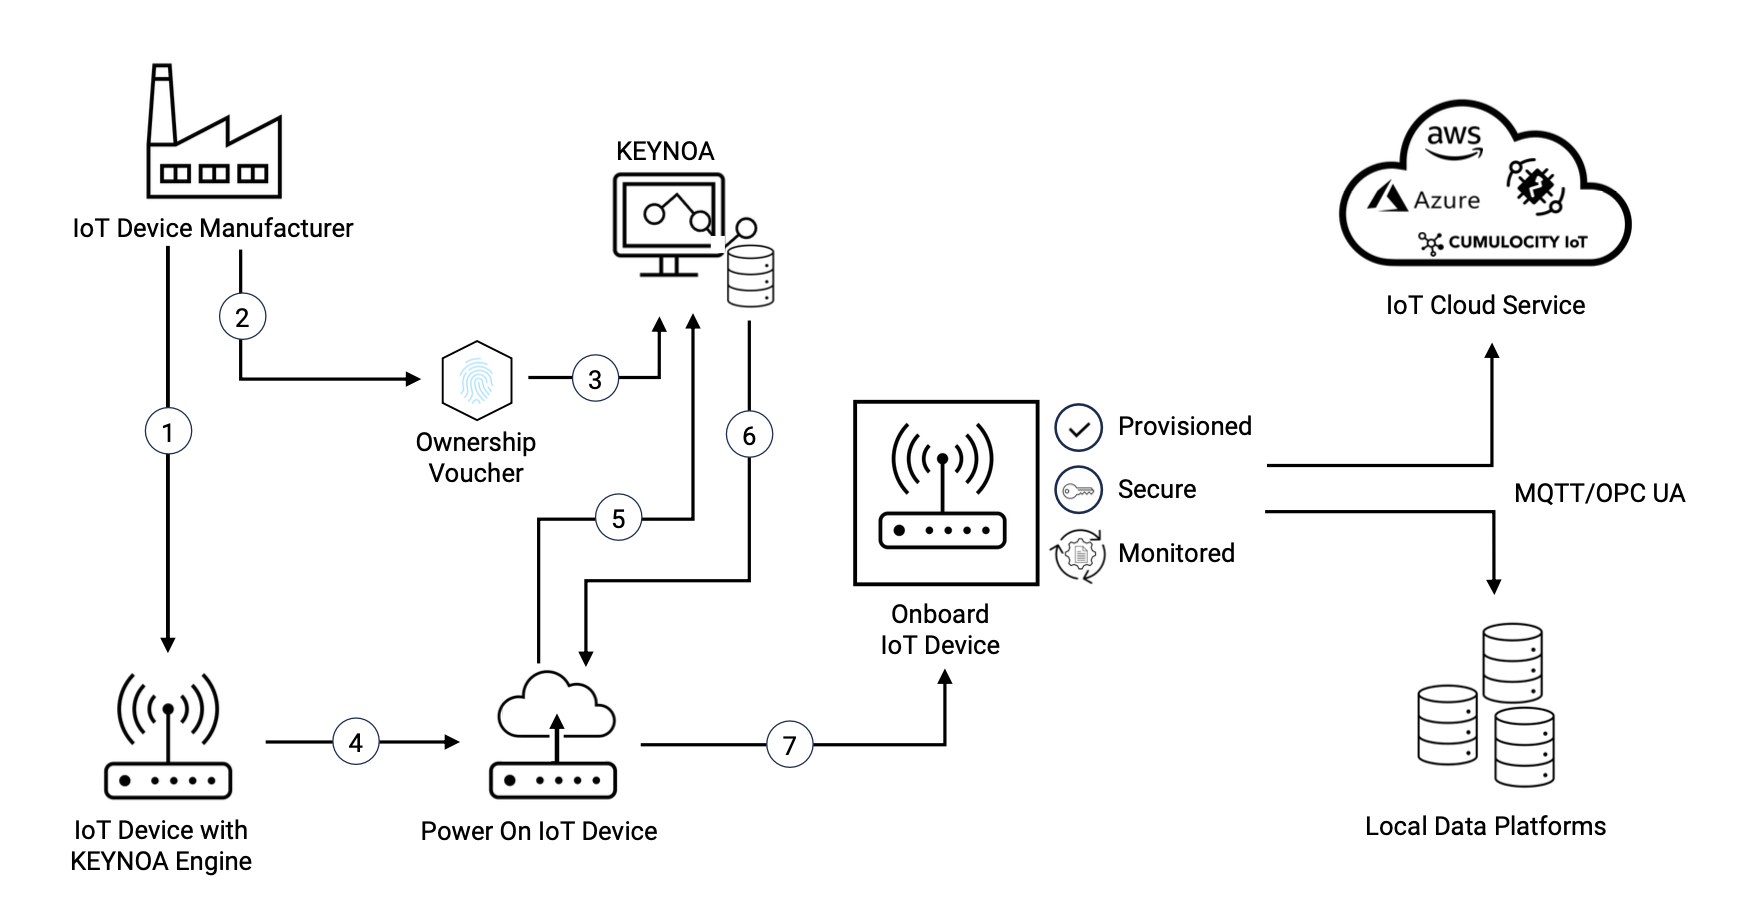 IoT Device Manufacturer
1
2
Ownership
Voucher
3
KEYNOA
IoT Device with
KEYNOA Engine
4
Power On IoT Device
5
6
7
Onboard
IoT Device
Provisioned
Secure
Monitored
aws
Azure
CUMULOCITY IoT
IoT Cloud Service
MQTT/OPC UA
Local Data Platforms